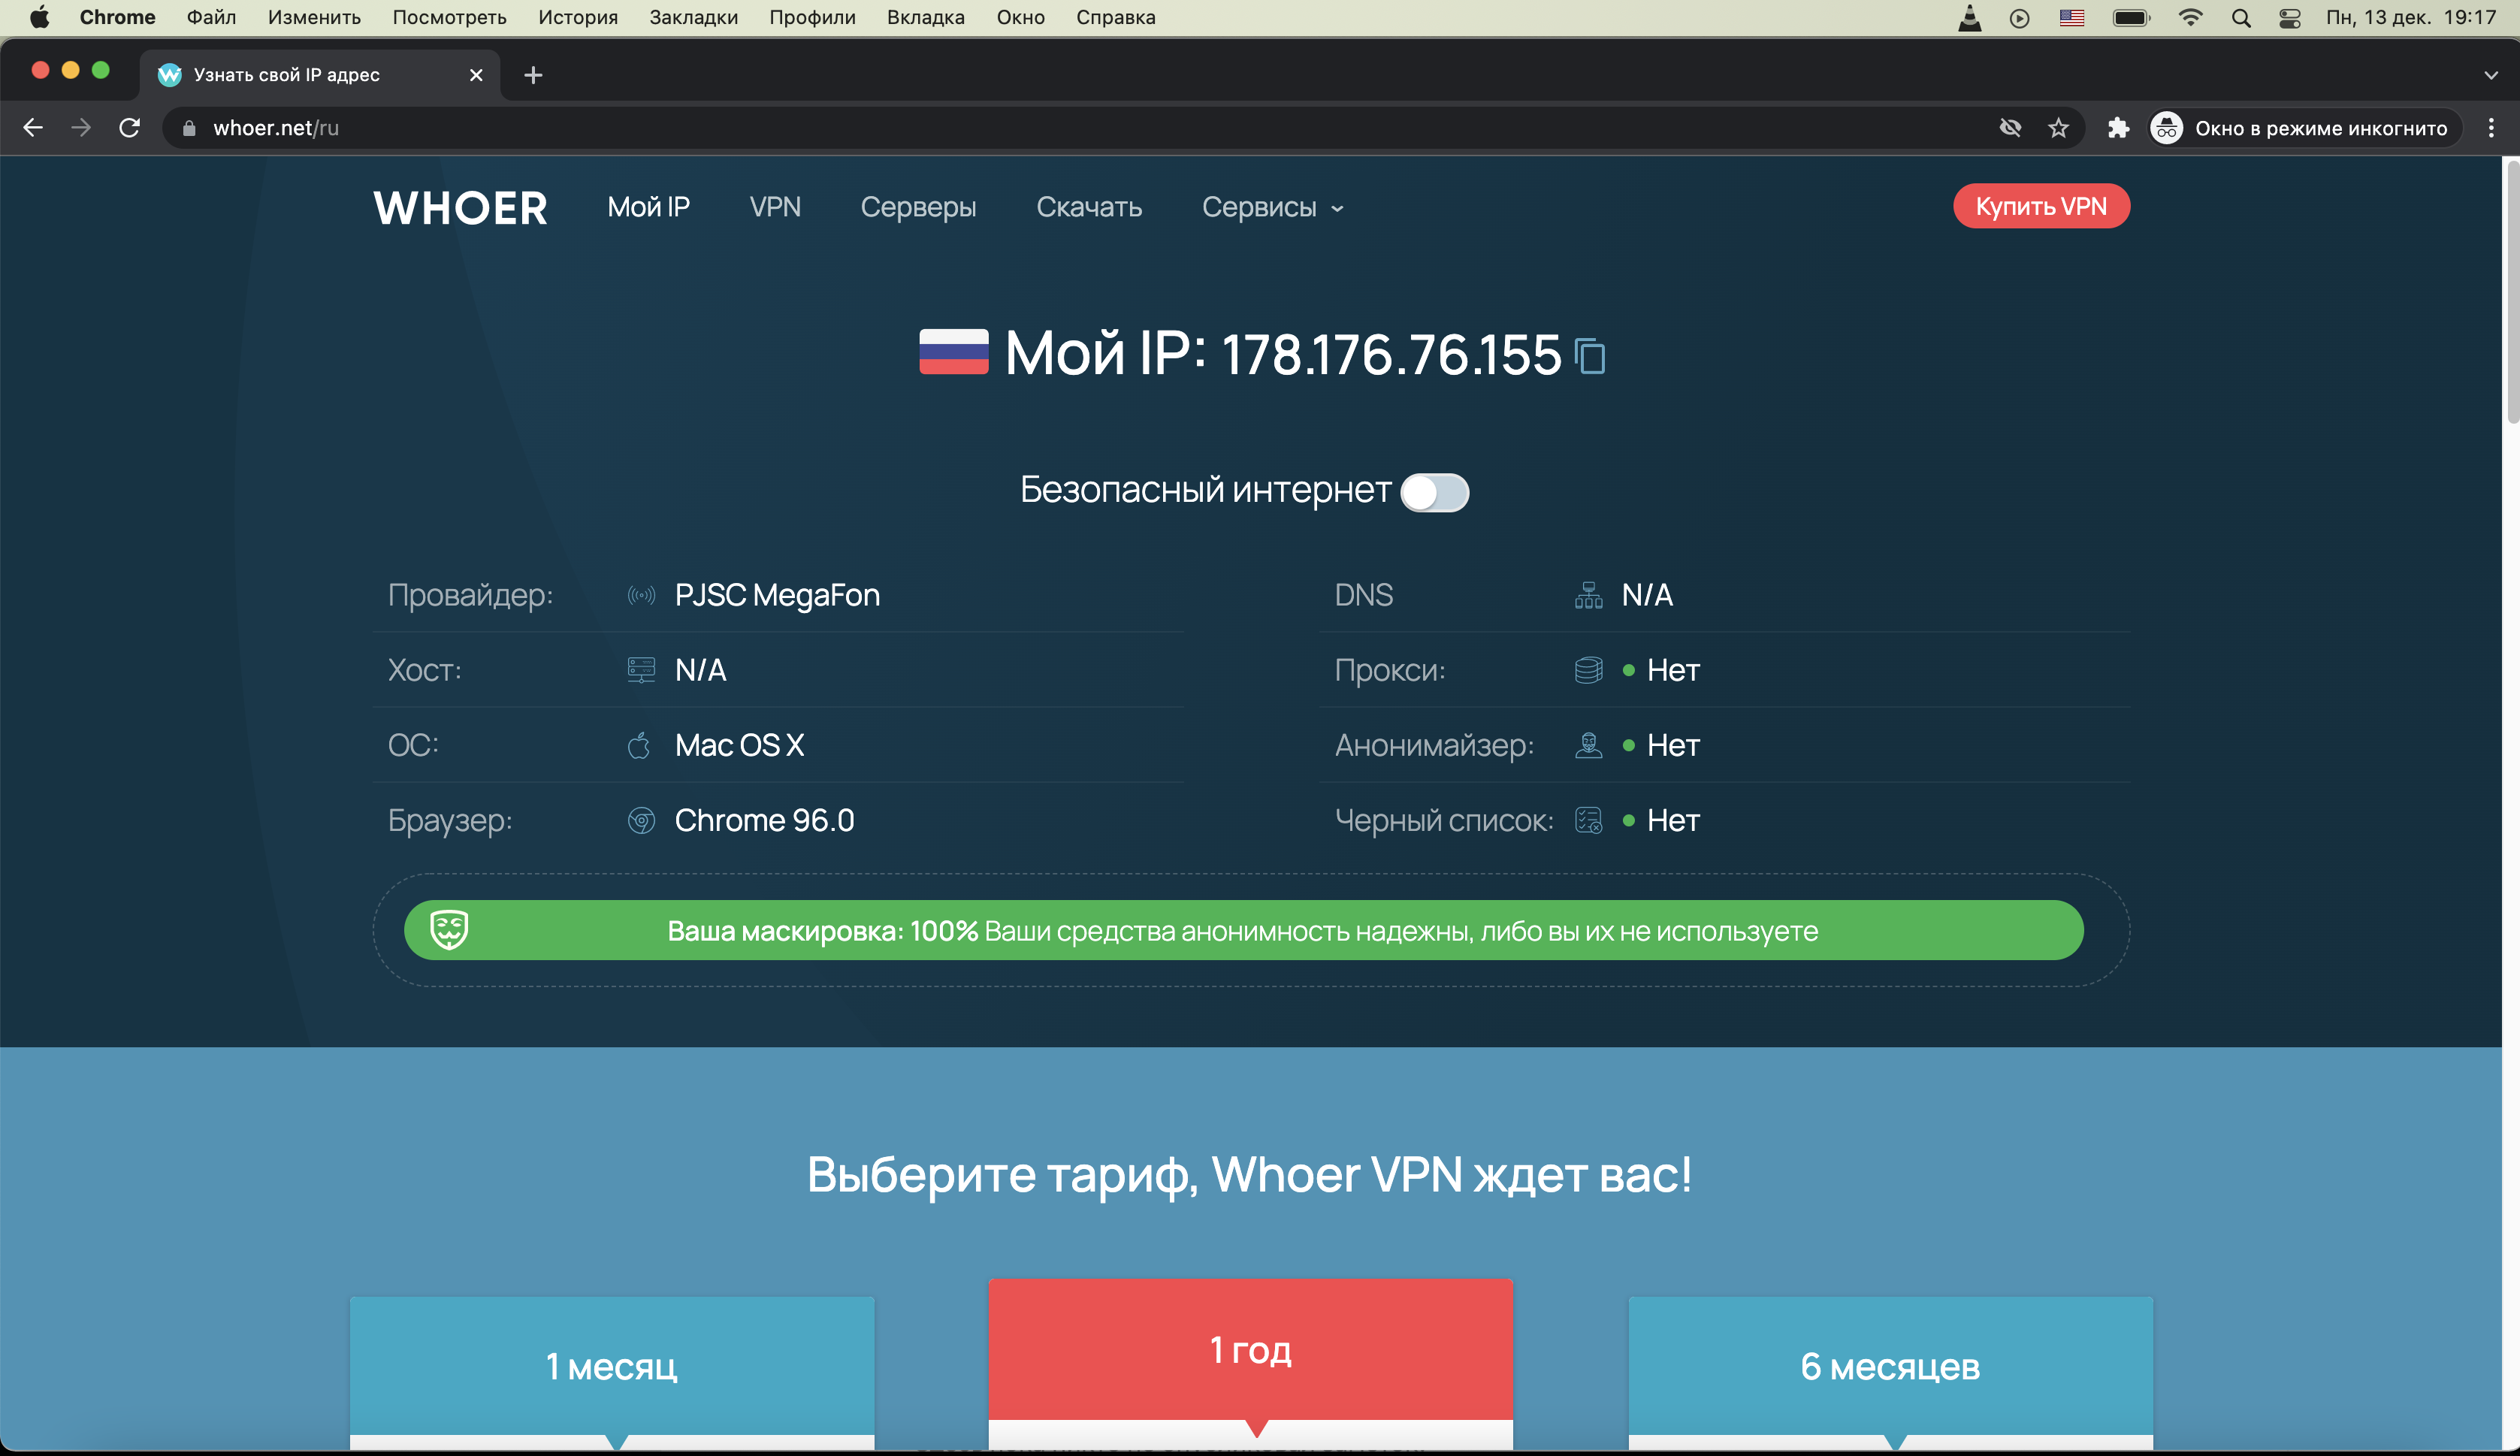 Chrome Файл Изменить Посмотреть История Закладки Профили Вкладка Окно Справка Пн, 13 дек. 19:17
Узнать свой IP адрес
whoer.net/ru Окно в режиме инкогнито
WHOER Мой IP VPN Серверы Скачать Сервисы Купить VPN
Мой IP: 178.176.76.155
Безопасный интернет
Провайдер: PJSC MegaFon
Хост: N/A
ОС: Mac OS X
Браузер: Chrome 96.0
DNS N/A
Прокси: Нет
Анонимайзер: Нет
Черный список: Нет
Ваша маскировка: 100% Ваши средства анонимность надежны, либо вы их не используете
Выберите тариф, Whoer VPN ждет вас!
1 месяц
1 год
6 месяцев